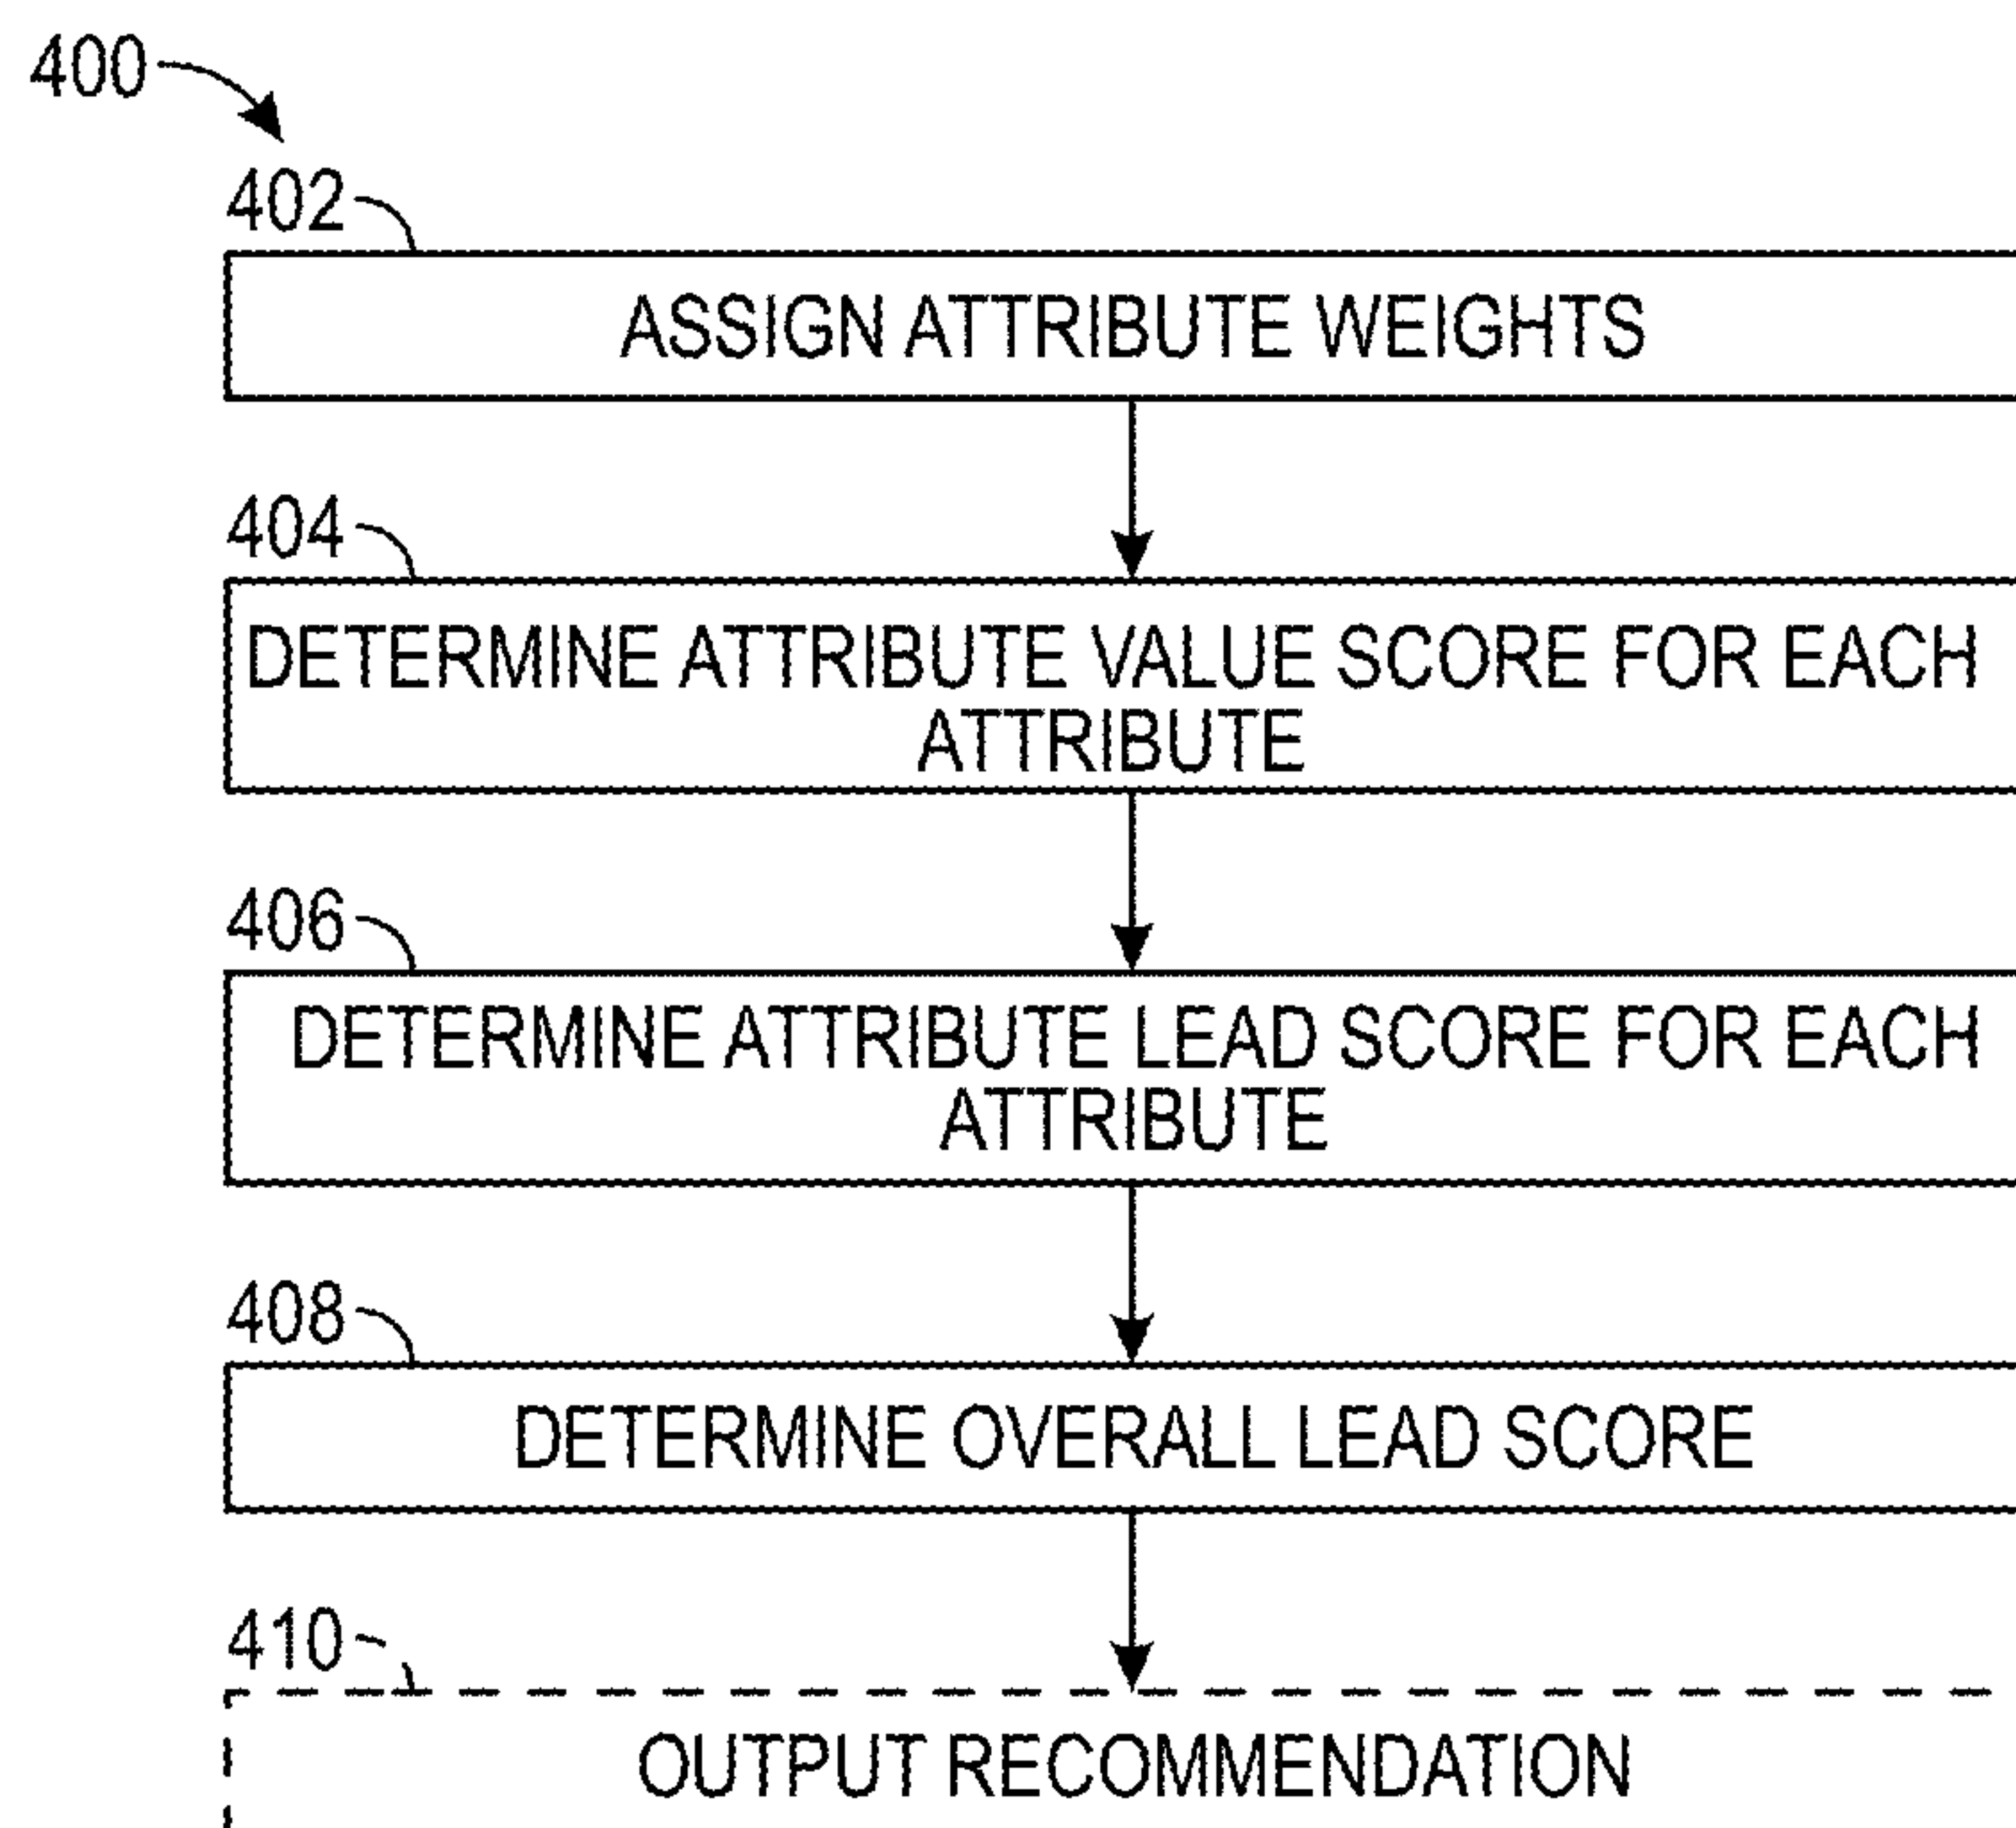 400
402
ASSIGN ATTRIBUTE WEIGHTS
404
DETERMINE ATTRIBUTE VALUE SCORE FOR EACH
ATTRIBUTE
406
DETERMINE ATTRIBUTE LEAD SCORE FOR EACH
ATTRIBUTE
408
DETERMINE OVERALL LEAD SCORE
410
OUTPUT RECOMMENDATION